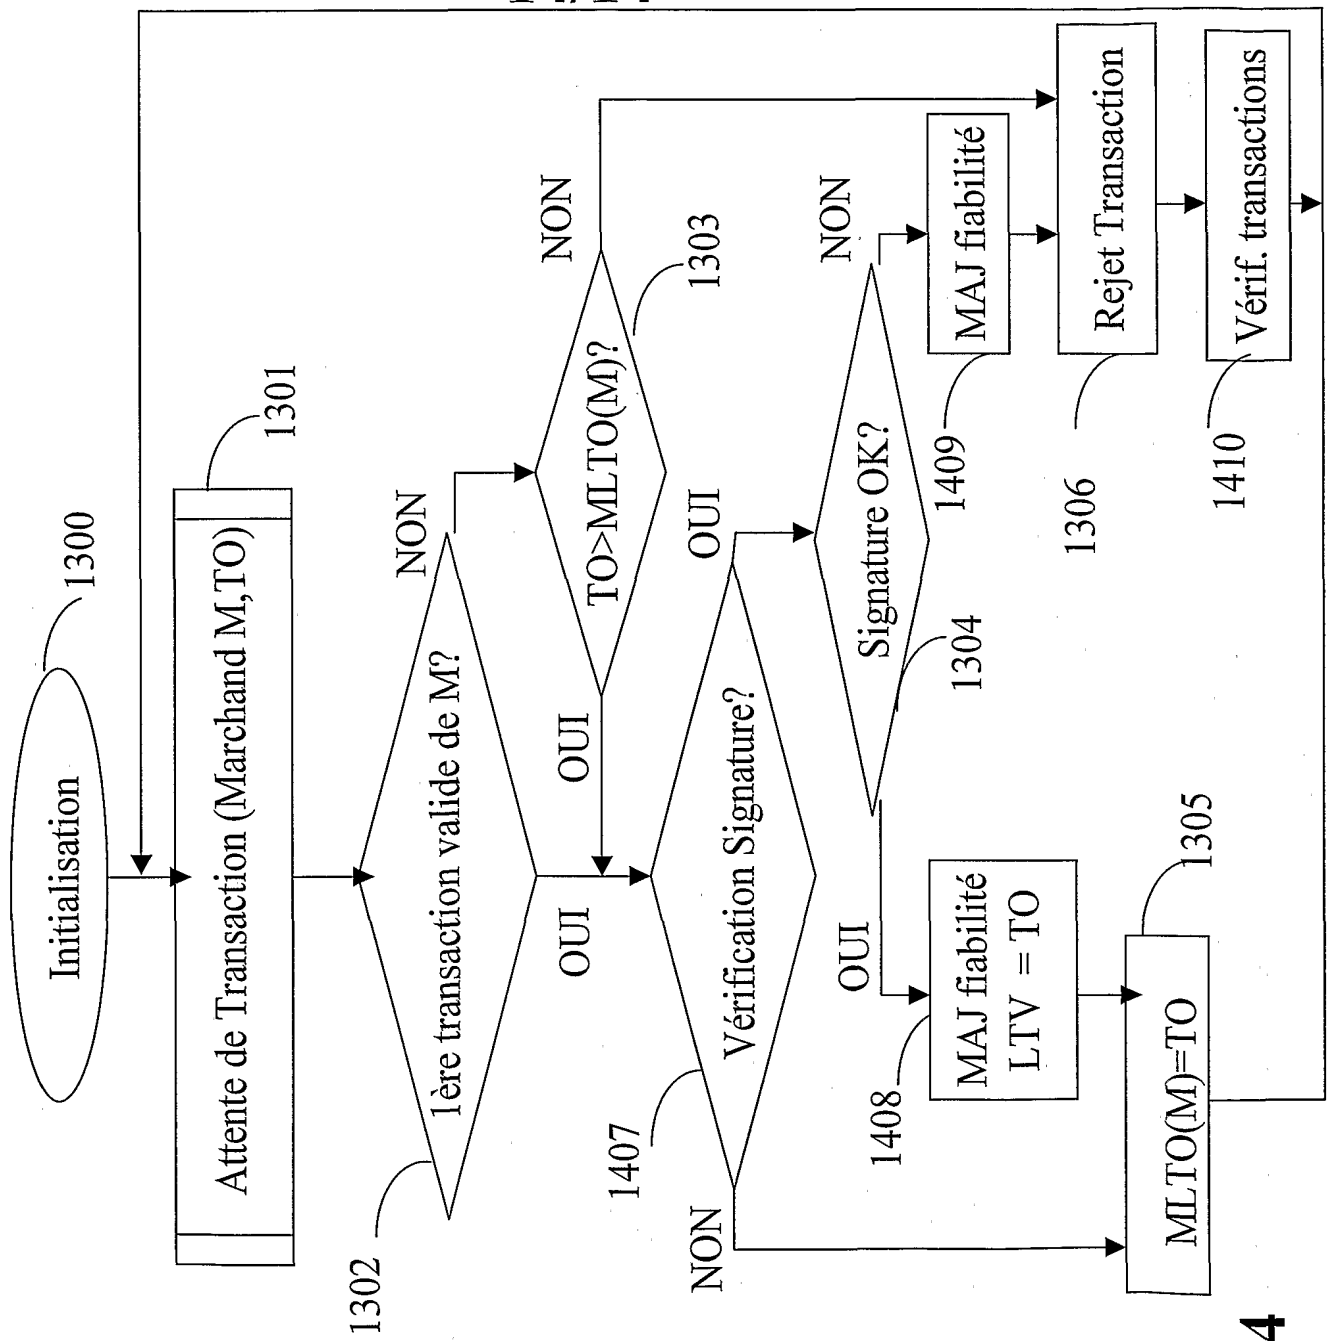 Initialisation
1300
Attente de Transaction (Marchand M,TO)
1301
1ère transaction valide de M?
1302
NON
OUI
TO>MLTO(M)?
1303
NON
OUI
Vérification Signature?
1407
NON
OUI
Signature OK?
1304
OUI
NON
MAJ fiabilité
LTV = TO
1408
MAJ fiabilité
1409
MLTO(M)=TO
1305
Rejet Transaction
1306
Vérif. transactions
1410
4